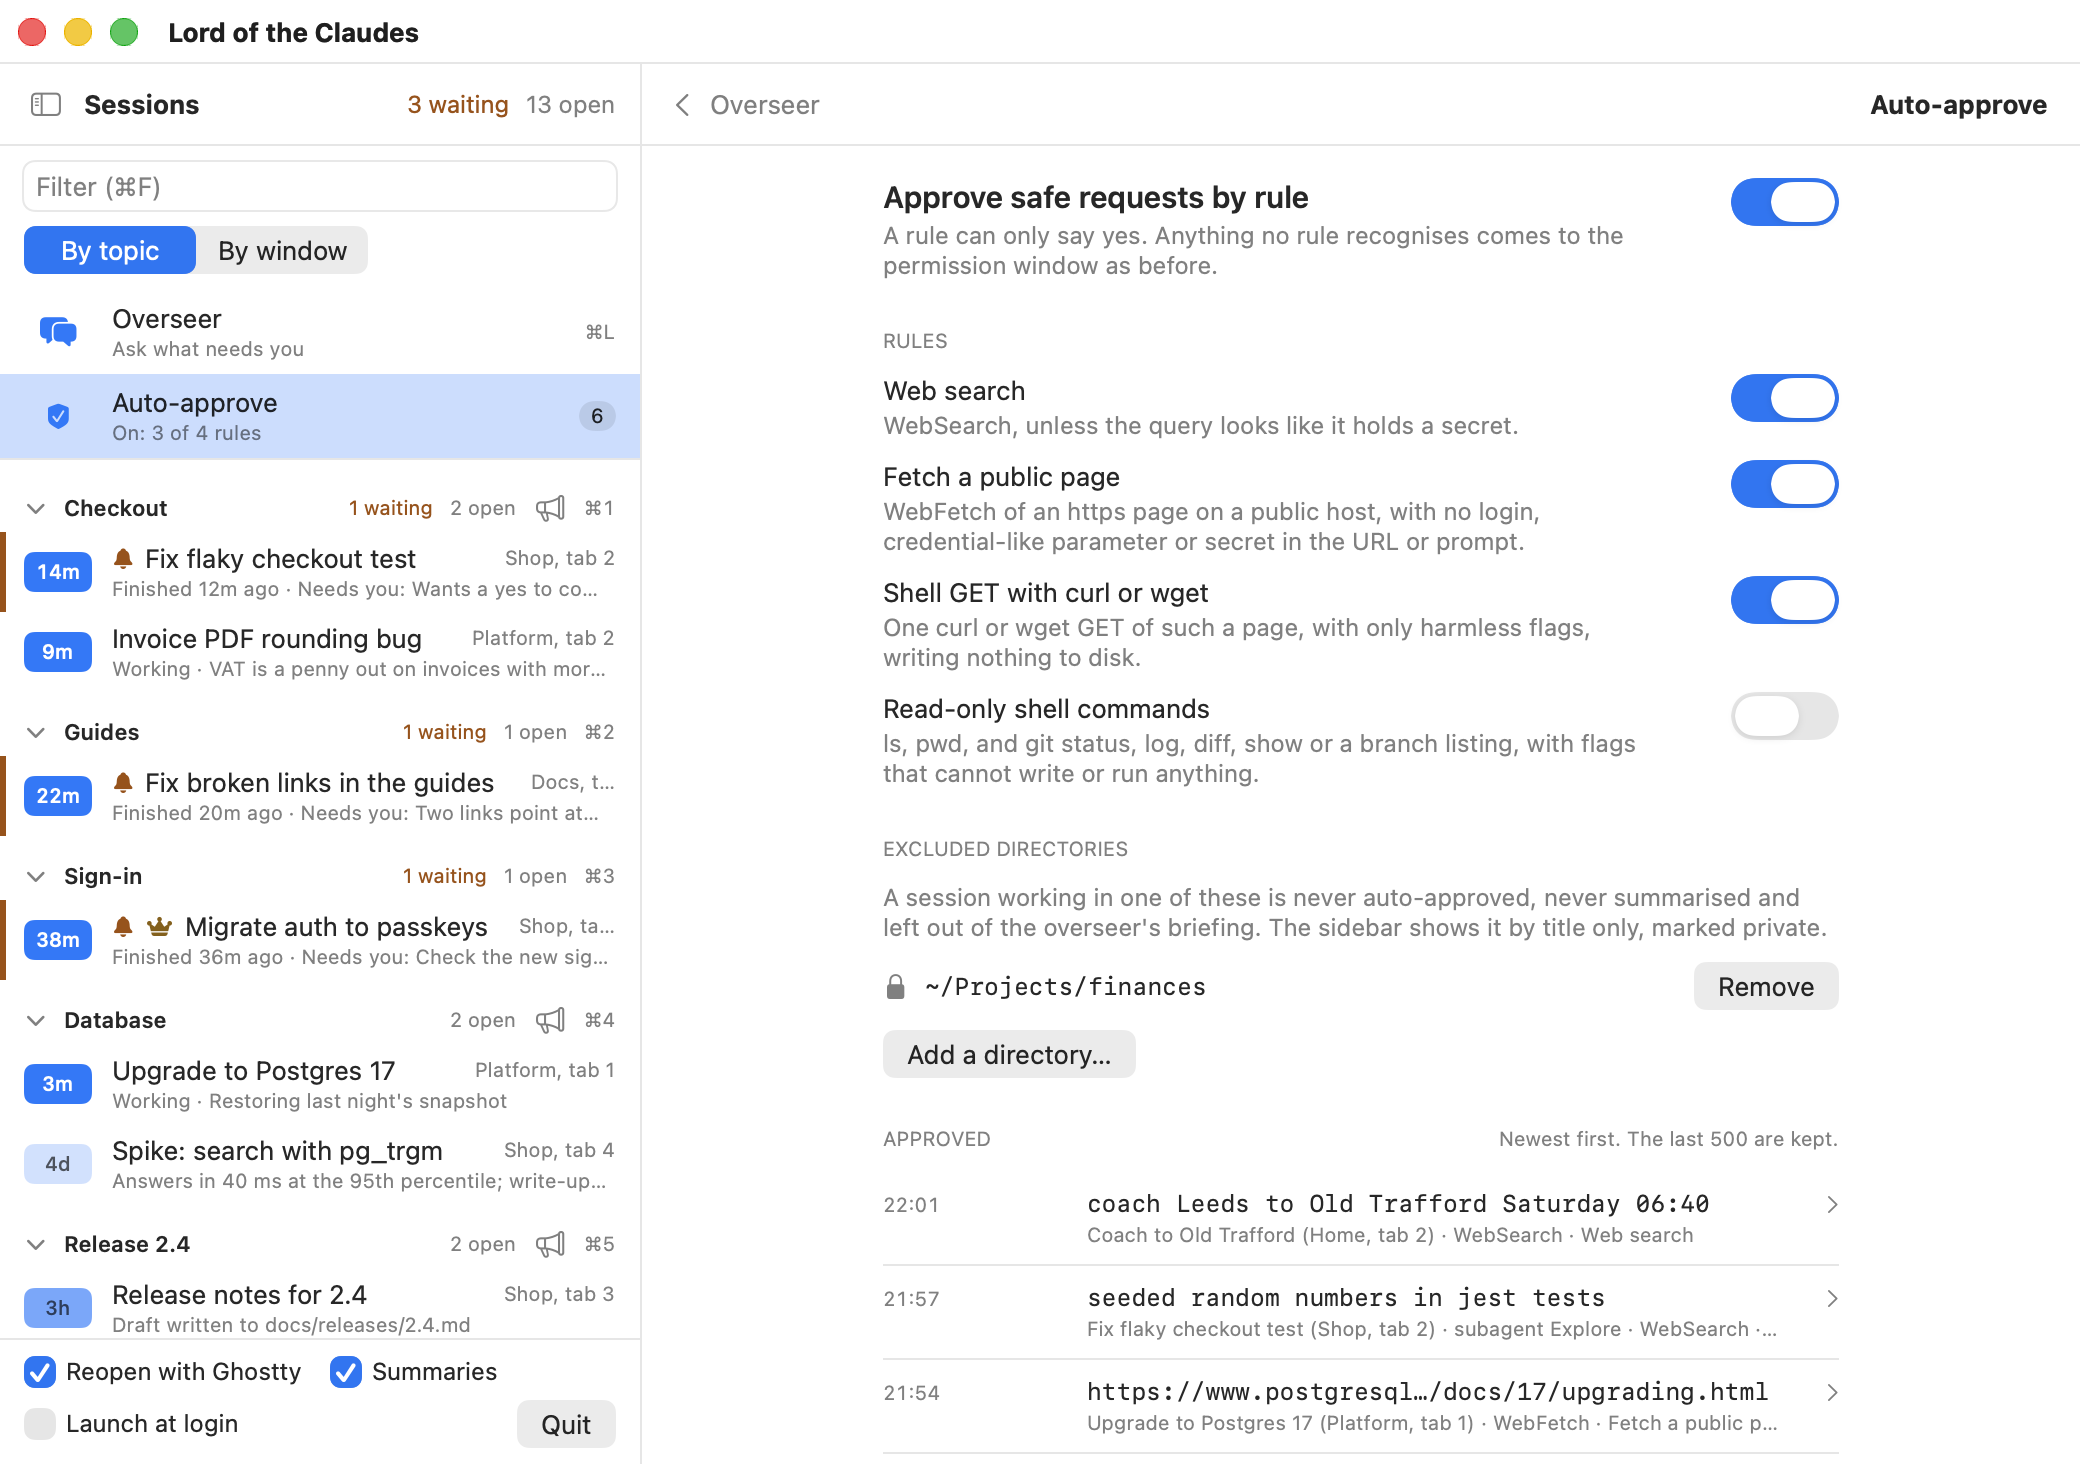 Lord of the Claudes
Sessions 3 waiting 13 open
Filter (⌘F)
By topic By window
Overseer ⌘L
Ask what needs you
Auto-approve 6
On: 3 of 4 rules
Checkout 1 waiting 2 open ⌘1
14m Fix flaky checkout test Shop, tab 2
Finished 12m ago · Needs you: Wants a yes to co…
9m Invoice PDF rounding bug Platform, tab 2
Working · VAT is a penny out on invoices with mor…
Guides 1 waiting 1 open ⌘2
22m Fix broken links in the guides Docs, t…
Finished 20m ago · Needs you: Two links point at…
Sign-in 1 waiting 1 open ⌘3
38m Migrate auth to passkeys Shop, ta…
Finished 36m ago · Needs you: Check the new sig…
Database 2 open ⌘4
3m Upgrade to Postgres 17 Platform, tab 1
Working · Restoring last night's snapshot
4d Spike: search with pg_trgm Shop, tab 4
Answers in 40 ms at the 95th percentile; write-up…
Release 2.4 2 open ⌘5
3h Release notes for 2.4 Shop, tab 3
Draft written to docs/releases/2.4.md
Reopen with Ghostty Summaries
Launch at login Quit
Overseer Auto-approve
Approve safe requests by rule
A rule can only say yes. Anything no rule recognises comes to the
permission window as before.
RULES
Web search
WebSearch, unless the query looks like it holds a secret.
Fetch a public page
WebFetch of an https page on a public host, with no login,
credential-like parameter or secret in the URL or prompt.
Shell GET with curl or wget
One curl or wget GET of such a page, with only harmless flags,
writing nothing to disk.
Read-only shell commands
ls, pwd, and git status, log, diff, show or a branch listing, with flags
that cannot write or run anything.
EXCLUDED DIRECTORIES
A session working in one of these is never auto-approved, never summarised and
left out of the overseer's briefing. The sidebar shows it by title only, marked private.
~/Projects/finances Remove
Add a directory…
APPROVED Newest first. The last 500 are kept.
22:01 coach Leeds to Old Trafford Saturday 06:40
Coach to Old Trafford (Home, tab 2) · WebSearch · Web search
21:57 seeded random numbers in jest tests
Fix flaky checkout test (Shop, tab 2) · subagent Explore · WebSearch ·…
21:54 https://www.postgresql…/docs/17/upgrading.html
Upgrade to Postgres 17 (Platform, tab 1) · WebFetch · Fetch a public p…